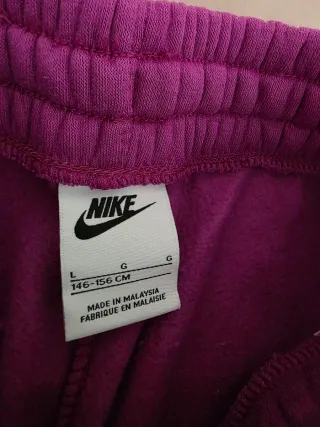 NIKE
L G G
146-156 CM
MADE IN MALAYSIA
FABRIQUE EN MALAISIE